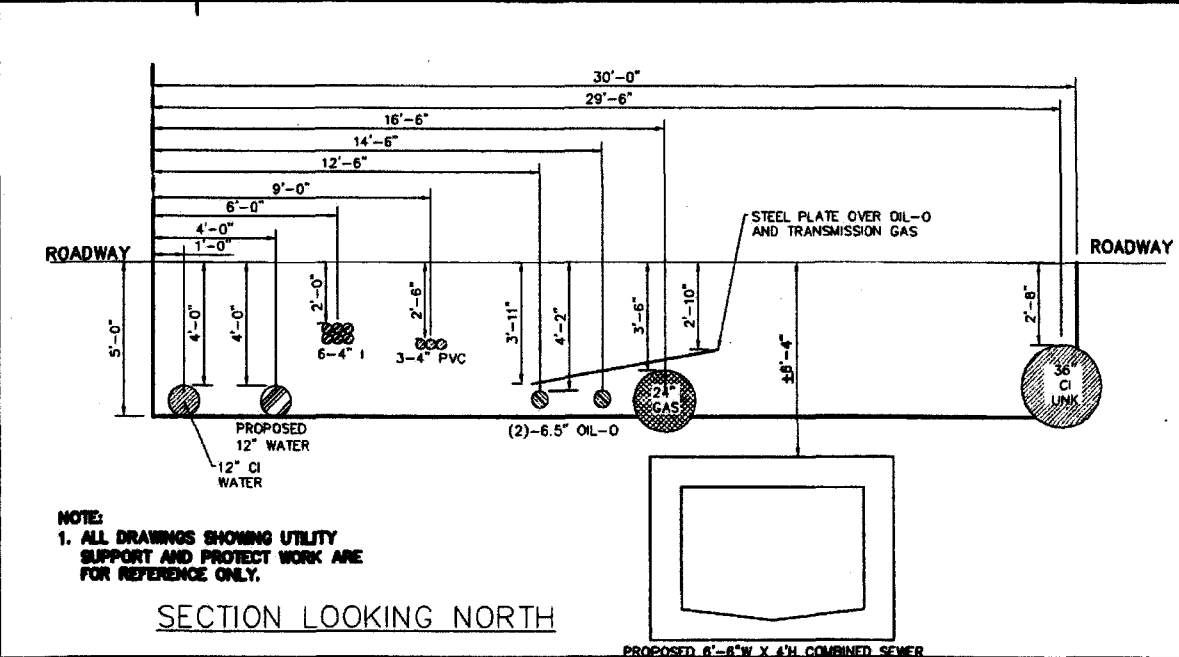 30'-0"
29'-6"
16'-6"
14'-6"
12'-6"
9'-0"
6'-0"
4'-0"
1'-0"
STEEL PLATE OVER OIL-O
AND TRANSMISSION GAS
ROADWAY
ROADWAY
5'-0"
4'-0"
4'-0"
2'-0"
2'-6"
3'-11"
4'-2"
3'-6"
2'-10"
±8'-4"
2'-8"
6-4" I
3-4" PVC
24"
GAS
36"
CI
UNK
(2)-6.5" OIL-O
PROPOSED
12" WATER
12" CI
WATER
NOTE:
1. ALL DRAWINGS SHOWING UTILITY
SUPPORT AND PROTECT WORK ARE
FOR REFERENCE ONLY.
SECTION LOOKING NORTH
PROPOSED 6'-6"W X 4'H COMBINED SEWER